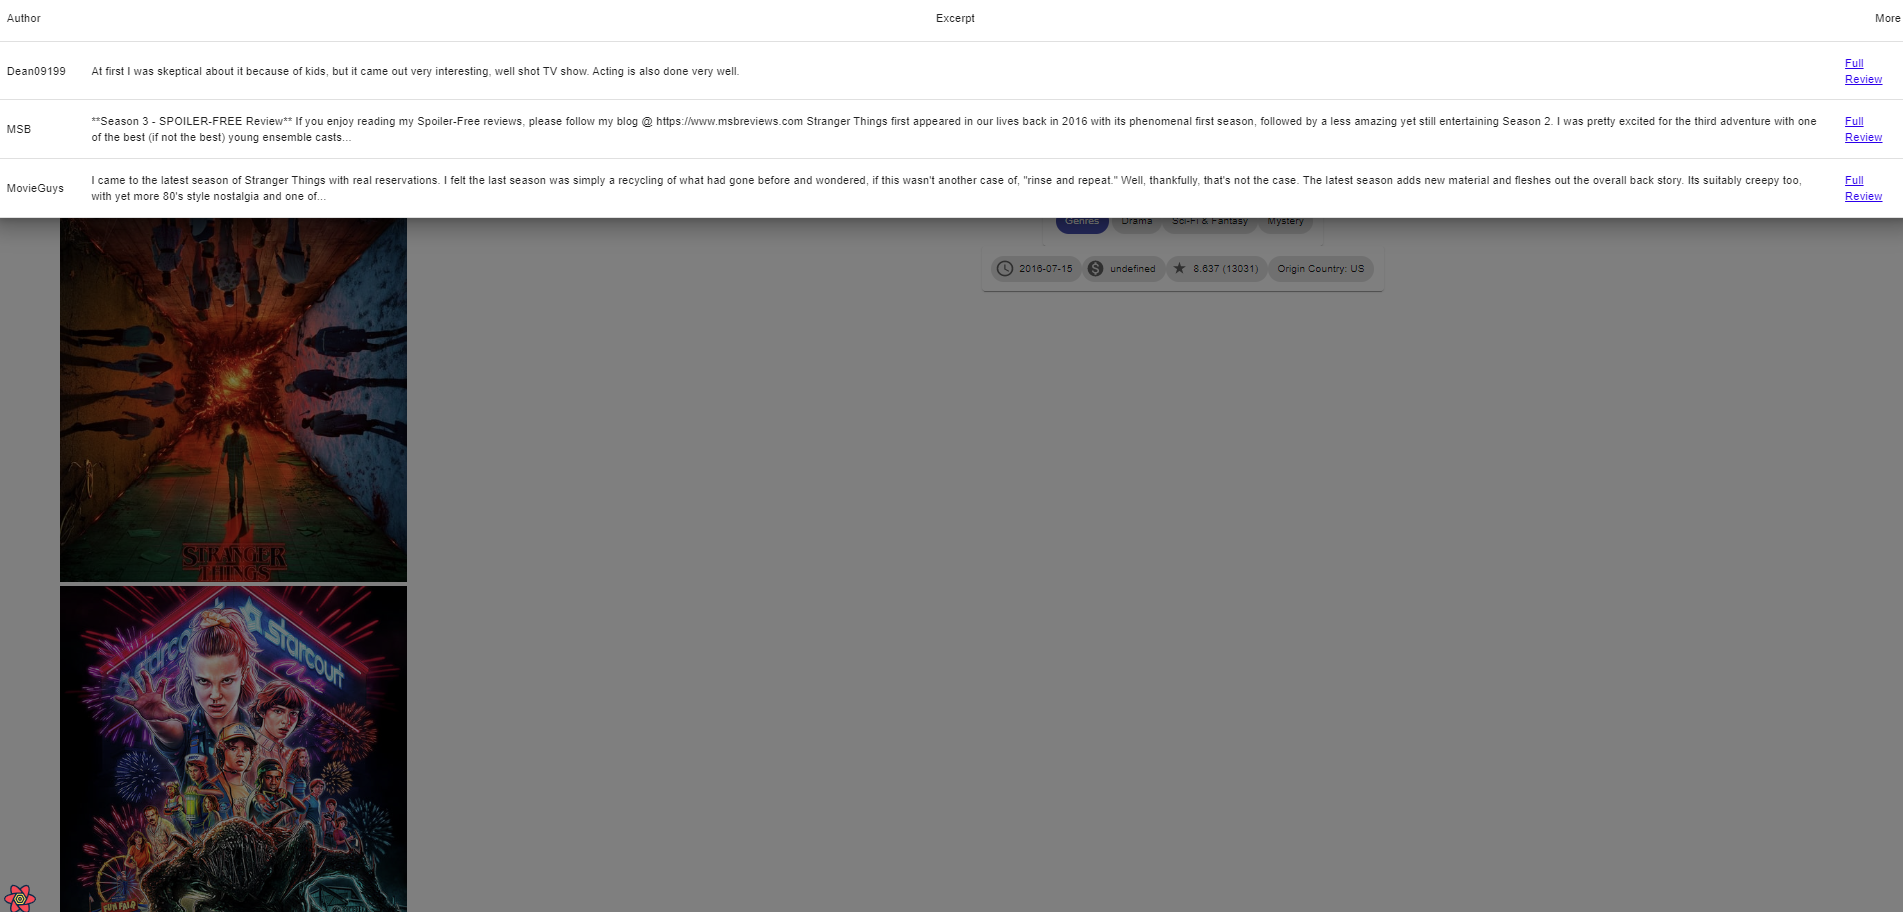 Author Excerpt More
Dean09199 At first I was skeptical about it because of kids, but it came out very interesting, well shot TV show. Acting is also done very well. Full
Review
MSB **Season 3 - SPOILER-FREE Review** If you enjoy reading my Spoiler-Free reviews, please follow my blog @ https://www.msbreviews.com Stranger Things first appeared in our lives back in 2016 with its phenomenal first season, followed by a less amazing yet still entertaining Season 2. I was pretty excited for the third adventure with one Full
of the best (if not the best) young ensemble casts... Review
MovieGuys I came to the latest season of Stranger Things with real reservations. I felt the last season was simply a recycling of what had gone before and wondered, if this wasn't another case of, "rinse and repeat." Well, thankfully, that's not the case. The latest season adds new material and fleshes out the overall back story. Its suitably creepy too, Full
with yet more 80's style nostalgia and one of... Review
Genres Drama Sci-Fi & Fantasy Mystery
2016-07-15 undefined 8.637 (13031) Origin Country: US
STRANGER
THINGS
starcourt
starcourt
FUN FAIR